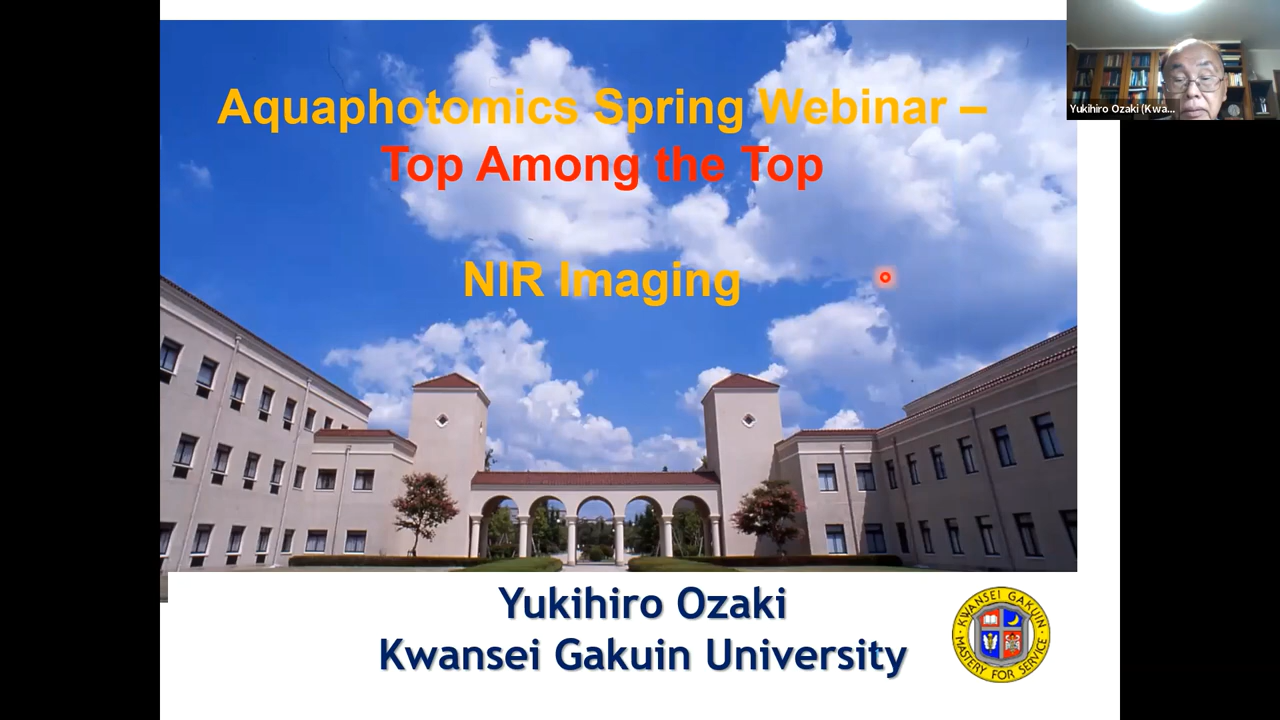 Aquaphotomics Spring Webinar –
Top Among the Top
NIR Imaging
Yukihiro Ozaki (Kwa...
Yukihiro Ozaki
Kwansei Gakuin University
KWANSEI GAKUIN
MASTERY FOR SERVICE